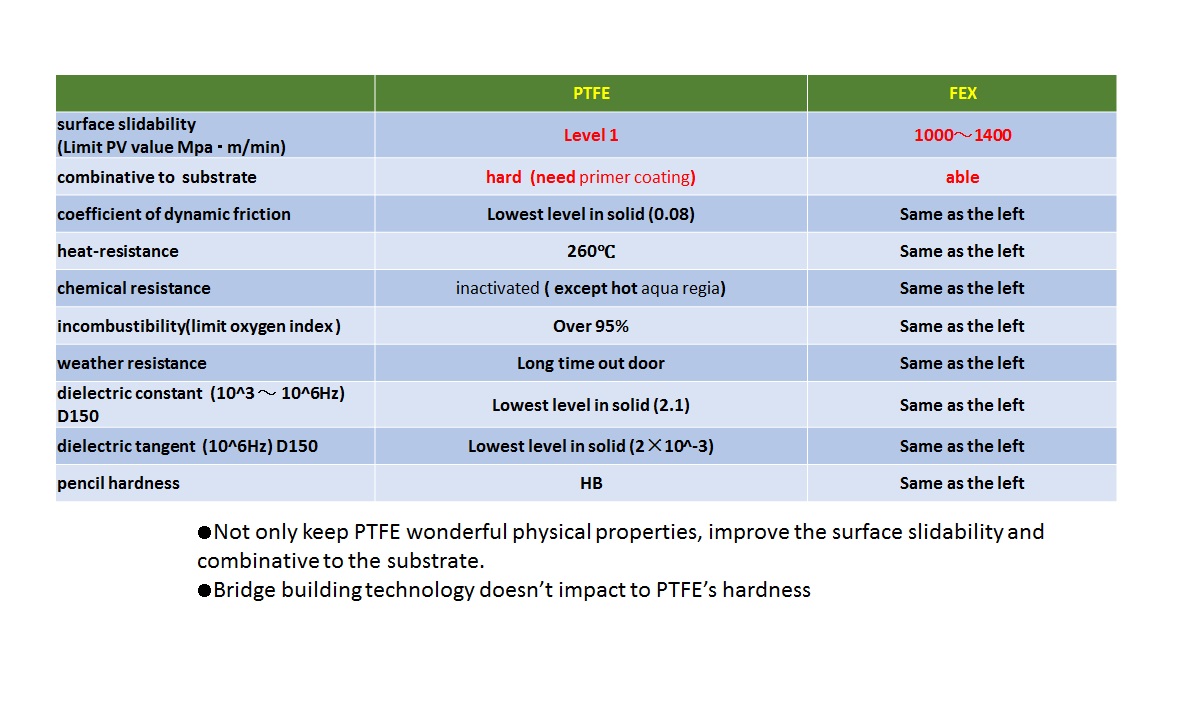 PTFE FEX
surface slidability
(Limit PV value Mpa・m/min) Level 1 1000～1400
combinative to substrate hard (need primer coating) able
coefficient of dynamic friction Lowest level in solid (0.08) Same as the left
heat-resistance 260℃ Same as the left
chemical resistance inactivated ( except hot aqua regia) Same as the left
incombustibility(limit oxygen index) Over 95% Same as the left
weather resistance Long time out door Same as the left
dielectric constant (10^3～ 10^6Hz)
D150 Lowest level in solid (2.1) Same as the left
dielectric tangent (10^6Hz) D150 Lowest level in solid (2×10^-3) Same as the left
pencil hardness HB Same as the left
●Not only keep PTFE wonderful physical properties, improve the surface slidability and
combinative to the substrate.
●Bridge building technology doesn’t impact to PTFE’s hardness